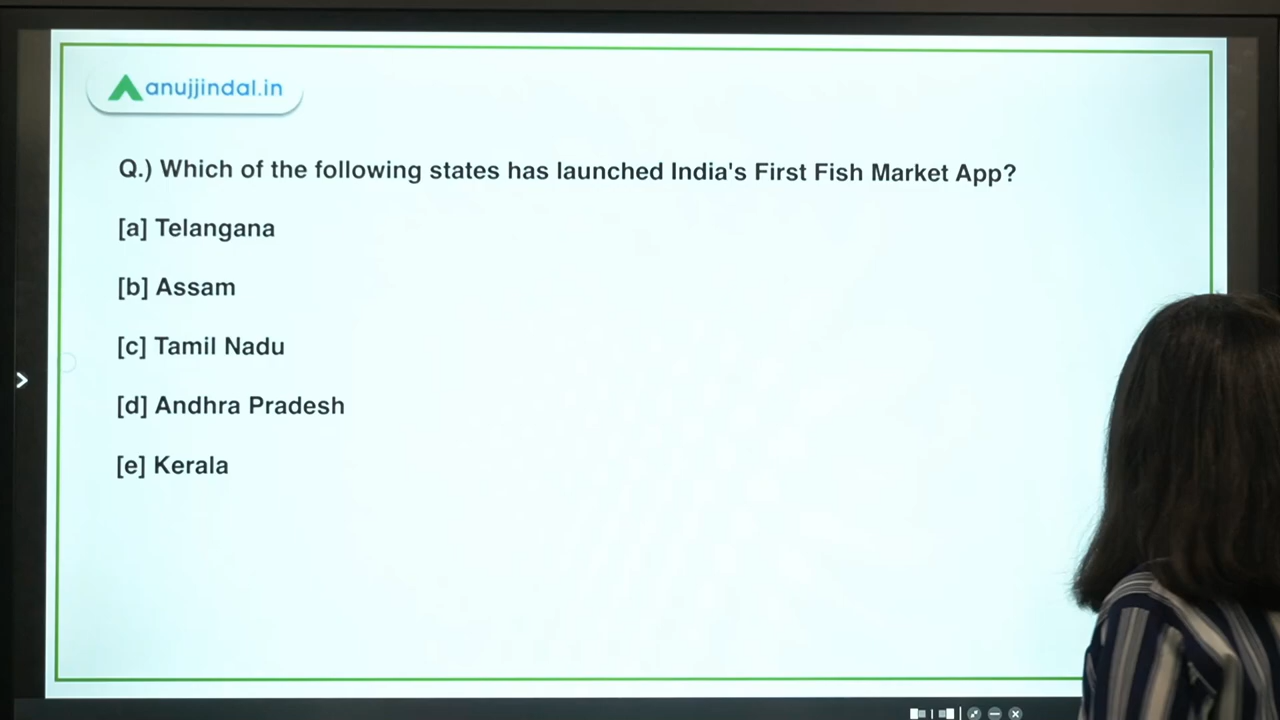 anujjindal.in
Q.) Which of the following states has launched India's First Fish Market App?
[a] Telangana
[b] Assam
[c] Tamil Nadu
[d] Andhra Pradesh
[e] Kerala